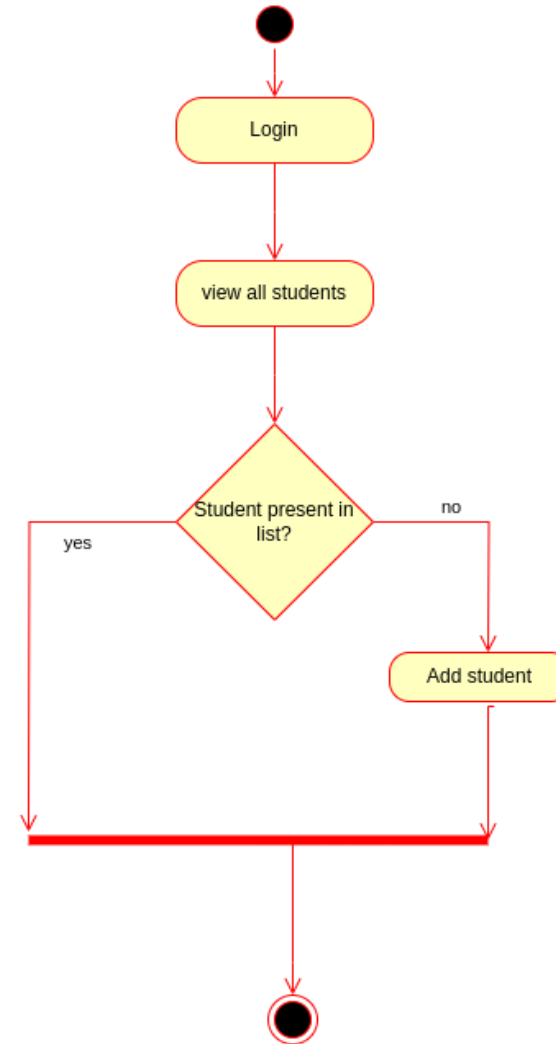 Login
view all students
Student present in
list?
no
yes
Add student